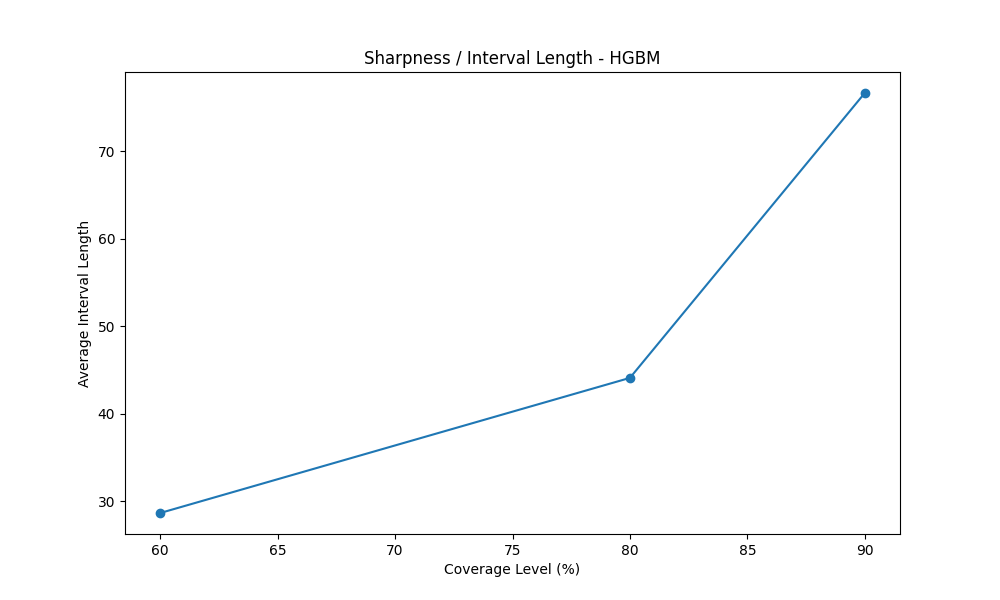 Sharpness / Interval Length - HGBM
Average Interval Length
70
60
50
40
30
60 65 70 75 80 85 90
Coverage Level (%)